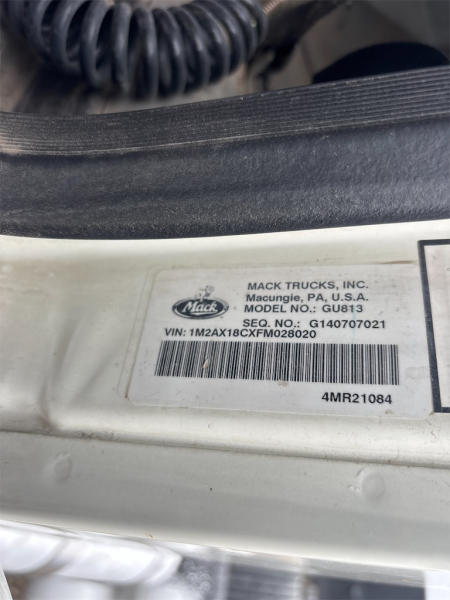 Mack
MACK TRUCKS, INC.
Macungie, PA, U.S.A.
MODEL NO.: GU813
SEQ. NO.: G140707021
VIN: 1M2AX18CXFM028020
4MR21084